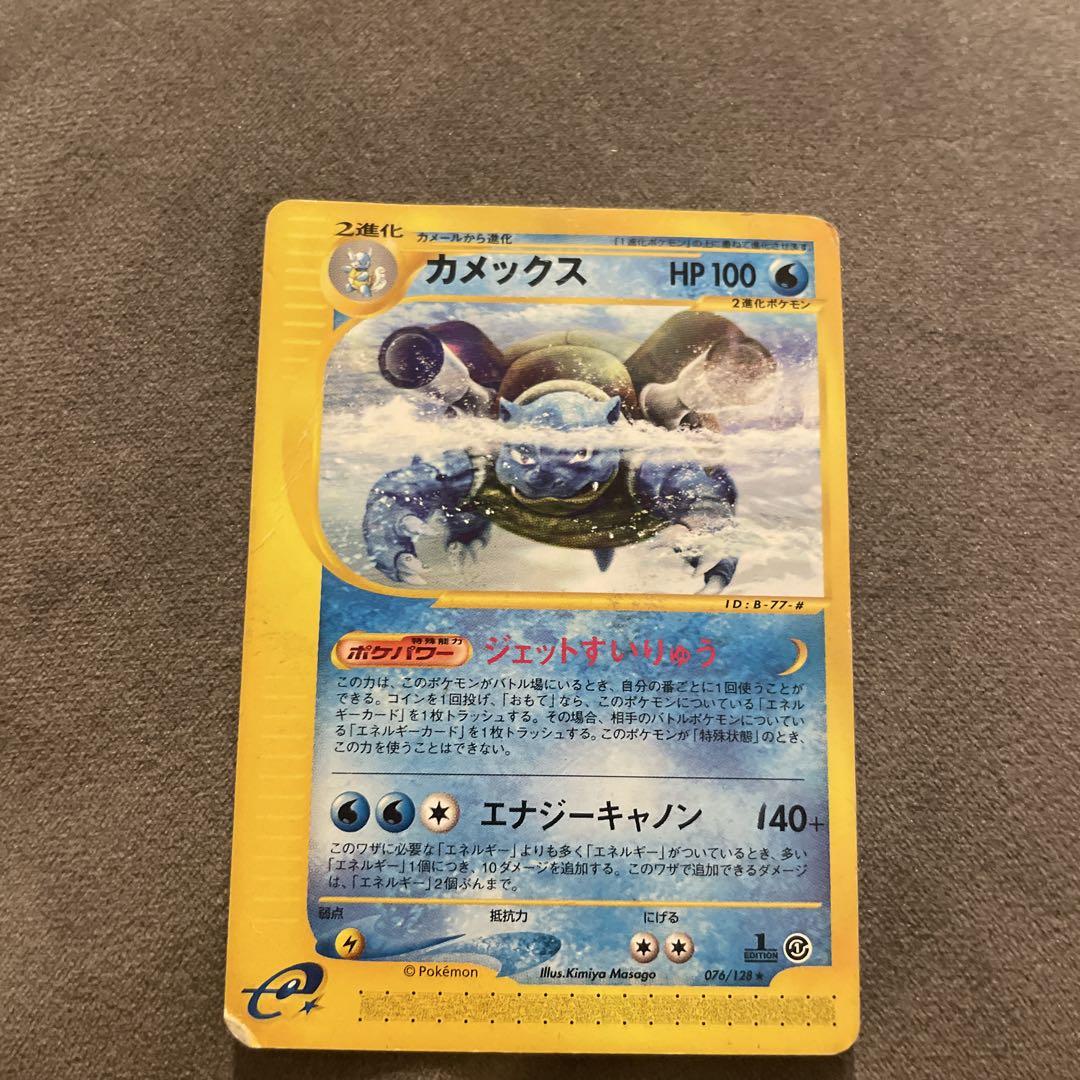 2進化 カメールから進化 「1進化ポケモン」の上に重ねて進化させます
カメックス HP 100
2進化ポケモン
ID : B-77-#
特殊能力
ポケパワー ジェットすいりゅう
この力は、このポケモンがバトル場にいるとき、自分の番ごとに1回使うことが
できる。コインを1回投げ、「おもて」なら、このポケモンについている「エネル
ギーカード」を1枚トラッシュする。その場合、相手のバトルポケモンについてい
る「エネルギーカード」を1枚トラッシュする。このポケモンが「特殊状態」のとき、
この力を使うことはできない。
エナジーキャノン 140+
このワザに必要な「エネルギー」よりも多く「エネルギー」がついているとき、多い
「エネルギー」1個につき、10ダメージを追加する。このワザで追加できるダメージ
は、「エネルギー」2個ぶんまで。
弱点 抵抗力 にげる
1
EDITION
© Pokémon Illus.Kimiya Masago 076/128 ★
e